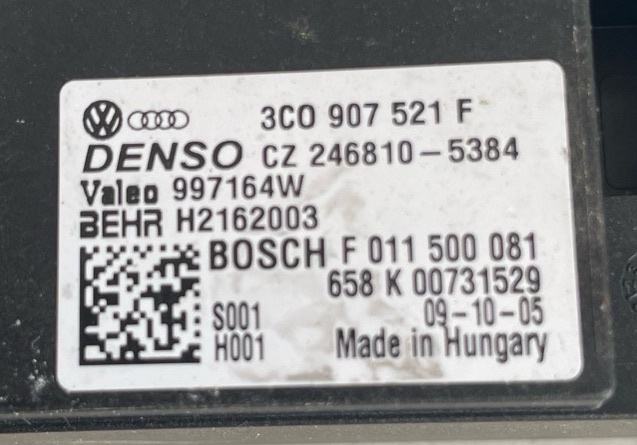 3C0 907 521 F
DENSO CZ 246810-5384
Valeo 997164W
BEHR H2162003
BOSCH F 011 500 081
658 K 00731529
S001 09-10-05
H001 Made in Hungary